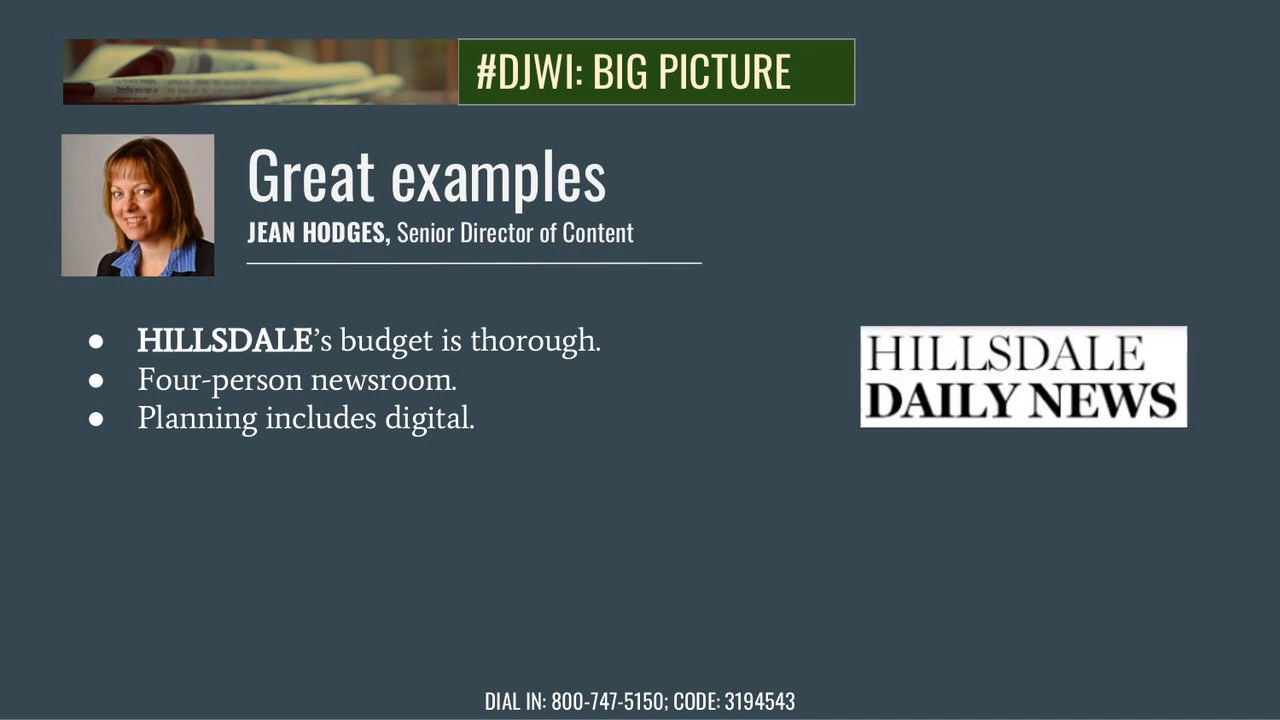 #DJWI: BIG PICTURE
Great examples
JEAN HODGES, Senior Director of Content
● HILLSDALE’s budget is thorough.
● Four-person newsroom.
● Planning includes digital.
HILLSDALE
DAILY NEWS
DIAL IN: 800-747-5150; CODE: 3194543